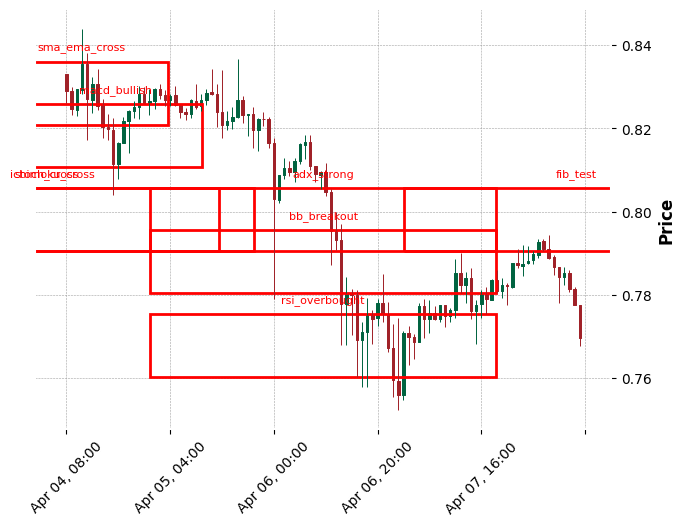 sma_ema_cross
0.84
macd_bullish
0.82
stoch_cross
adx_strong
fib_test
0.80
bb_breakout
Price
rsi_overbought
0.78
0.76
Apr 04, 08:00
Apr 05, 04:00
Apr 06, 00:00
Apr 06, 20:00
Apr 07, 16:00